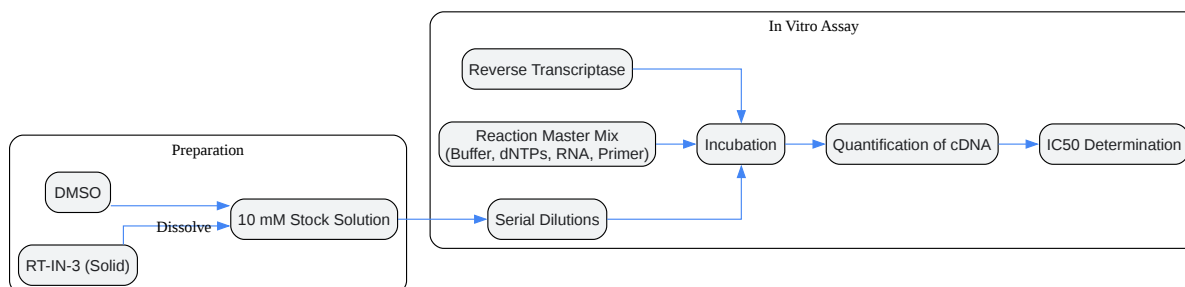 In Vitro Assay
Reverse Transcriptase
Reaction Master Mix
(Buffer, dNTPs, RNA, Primer)
Incubation
Quantification of cDNA
IC50 Determination
Serial Dilutions
Preparation
DMSO
Dissolve
10 mM Stock Solution
RT-IN-3 (Solid)